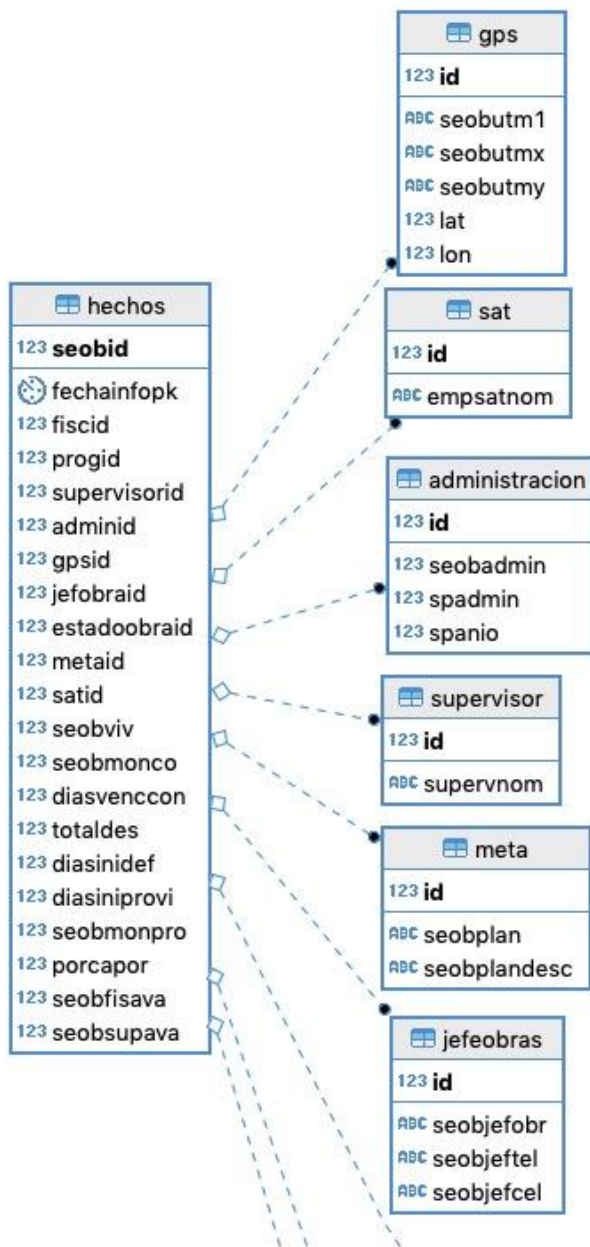 hechos
123 seobid
fechainfopk
123 fiscid
123 progid
123 supervisorid
123 adminid
123 gpsid
123 jefobraid
123 estadoobraid
123 metaid
123 satid
123 seobviv
123 seobmonco
123 diasvenccon
123 totaldes
123 diasinidef
123 diasiniprovi
123 seobmonpro
123 porcapor
123 seobfisava
123 seobsupava
gps
123 id
ABC seobutm1
ABC seobutmx
ABC seobutmy
123 lat
123 lon
sat
123 id
ABC empsatnom
administracion
123 id
123 seobadmin
123 spadmin
123 spanio
supervisor
123 id
ABC supervnom
meta
123 id
ABC seobplan
ABC seobplandesc
jefeobras
123 id
ABC seobjefobr
ABC seobjeftel
ABC seobjefcel